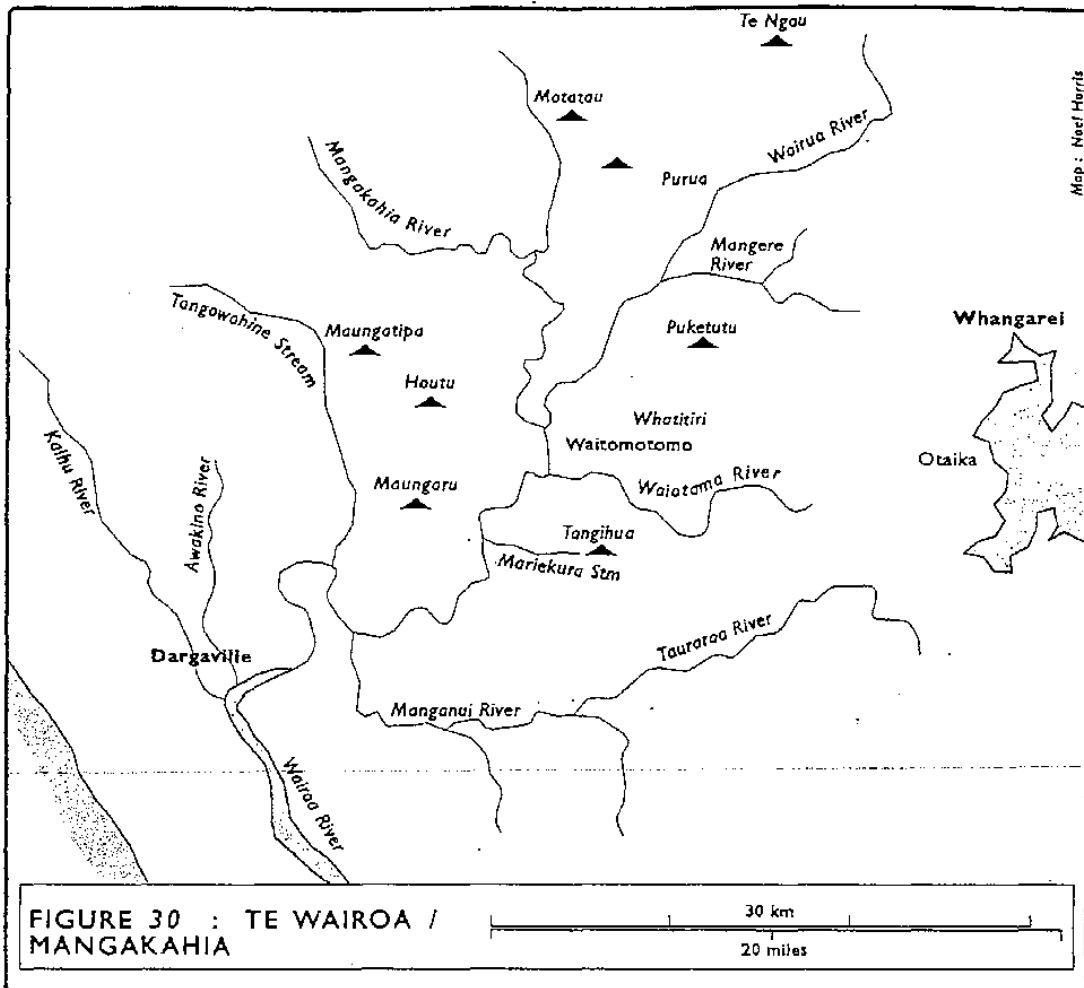 Te Ngau
Motatau
Map : Noel Harris
Wairua River
Mangakahia River
Purua
Mangere
River
Tangowahine Stream
Maungatipa
Puketutu
Whangarei
Houtu
Whatitiri
Waitomotomo
Kaihu River
Otaika
Awakino River
Maungaru
Waiotama River
Tangihua
Mariekura Stm
Tauraroa River
Dargaville
Manganui River
Wairoa River
FIGURE 30 : TE WAIROA /
MANGAKAHIA
30 km
20 miles